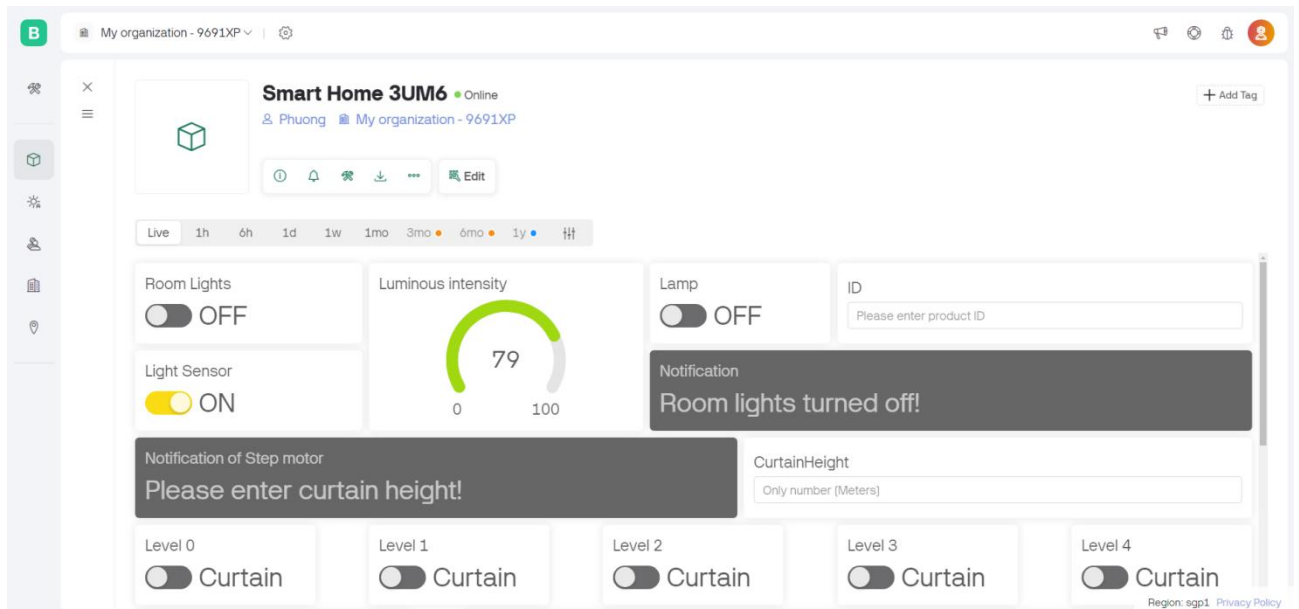 B
My organization - 9691XP
Smart Home 3UM6 Online
Phuong My organization - 9691XP
Add Tag
Edit
Live 1h 6h 1d 1w 1mo 3mo 6mo 1y
Room Lights
OFF
Luminous intensity
79
0 100
Lamp
OFF
ID
Please enter product ID
Light Sensor
ON
Notification
Room lights turned off!
Notification of Step motor
Please enter curtain height!
CurtainHeight
Only number (Meters)
Level 0
Curtain
Level 1
Curtain
Level 2
Curtain
Level 3
Curtain
Level 4
Curtain
Region: sgp1 Privacy Policy